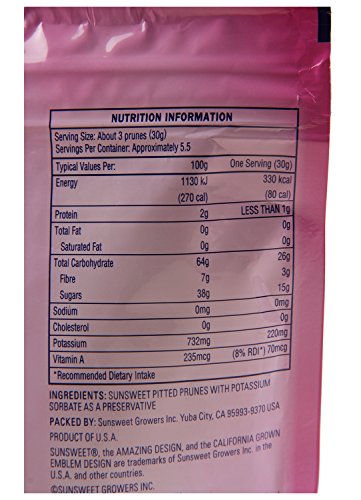 NUTRITION INFORMATION
Serving Size: About 3 prunes (30g)
Servings Per Container: Approximately 5.5
Typical Values Per: 100g One Serving (30g)
Energy 1130 kJ 330 kcal
(270 cal) (80 cal)
Protein 2g LESS THAN 1g
Total Fat 0g 0g
Saturated Fat 0g 0g
Total Carbohydrate 64g 26g
Fibre 7g 3g
Sugars 38g 15g
Sodium 0mg 0mg
Cholesterol 0g 0g
Potassium 732mg 220mg
Vitamin A 235mcg (8% RDI*) 70mcg
*Recommended Dietary Intake
INGREDIENTS: SUNSWEET PITTED PRUNES WITH POTASSIUM
SORBATE AS A PRESERVATIVE
PACKED BY: Sunsweet Growers Inc. Yuba City, CA 95993-9370 USA
PRODUCT OF U.S.A.
SUNSWEET®, the AMAZING DESIGN, and the CALIFORNIA GROWN
EMBLEM DESIGN are trademarks of Sunsweet Growers Inc. in the
U.S.A. and other countries.
©SUNSWEET GROWERS INC.